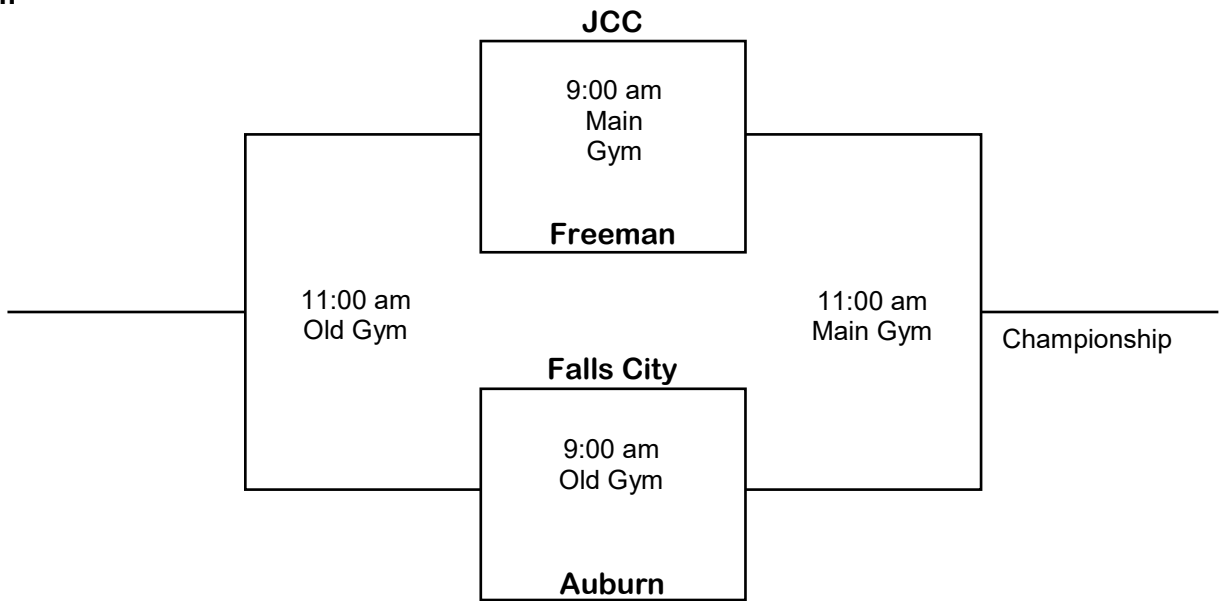 JCC
9:00 am
Main
Gym
Freeman
11:00 am
Old Gym
11:00 am
Main Gym
Championship
Falls City
9:00 am
Old Gym
Auburn